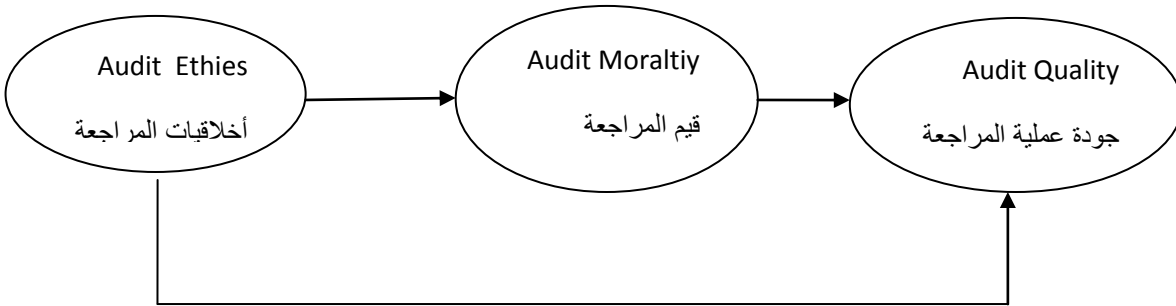 Audit Ethies
أخلاقيات المراجعة
Audit Moraltiy
قيم المراجعة
Audit Quality
جودة عملية المراجعة